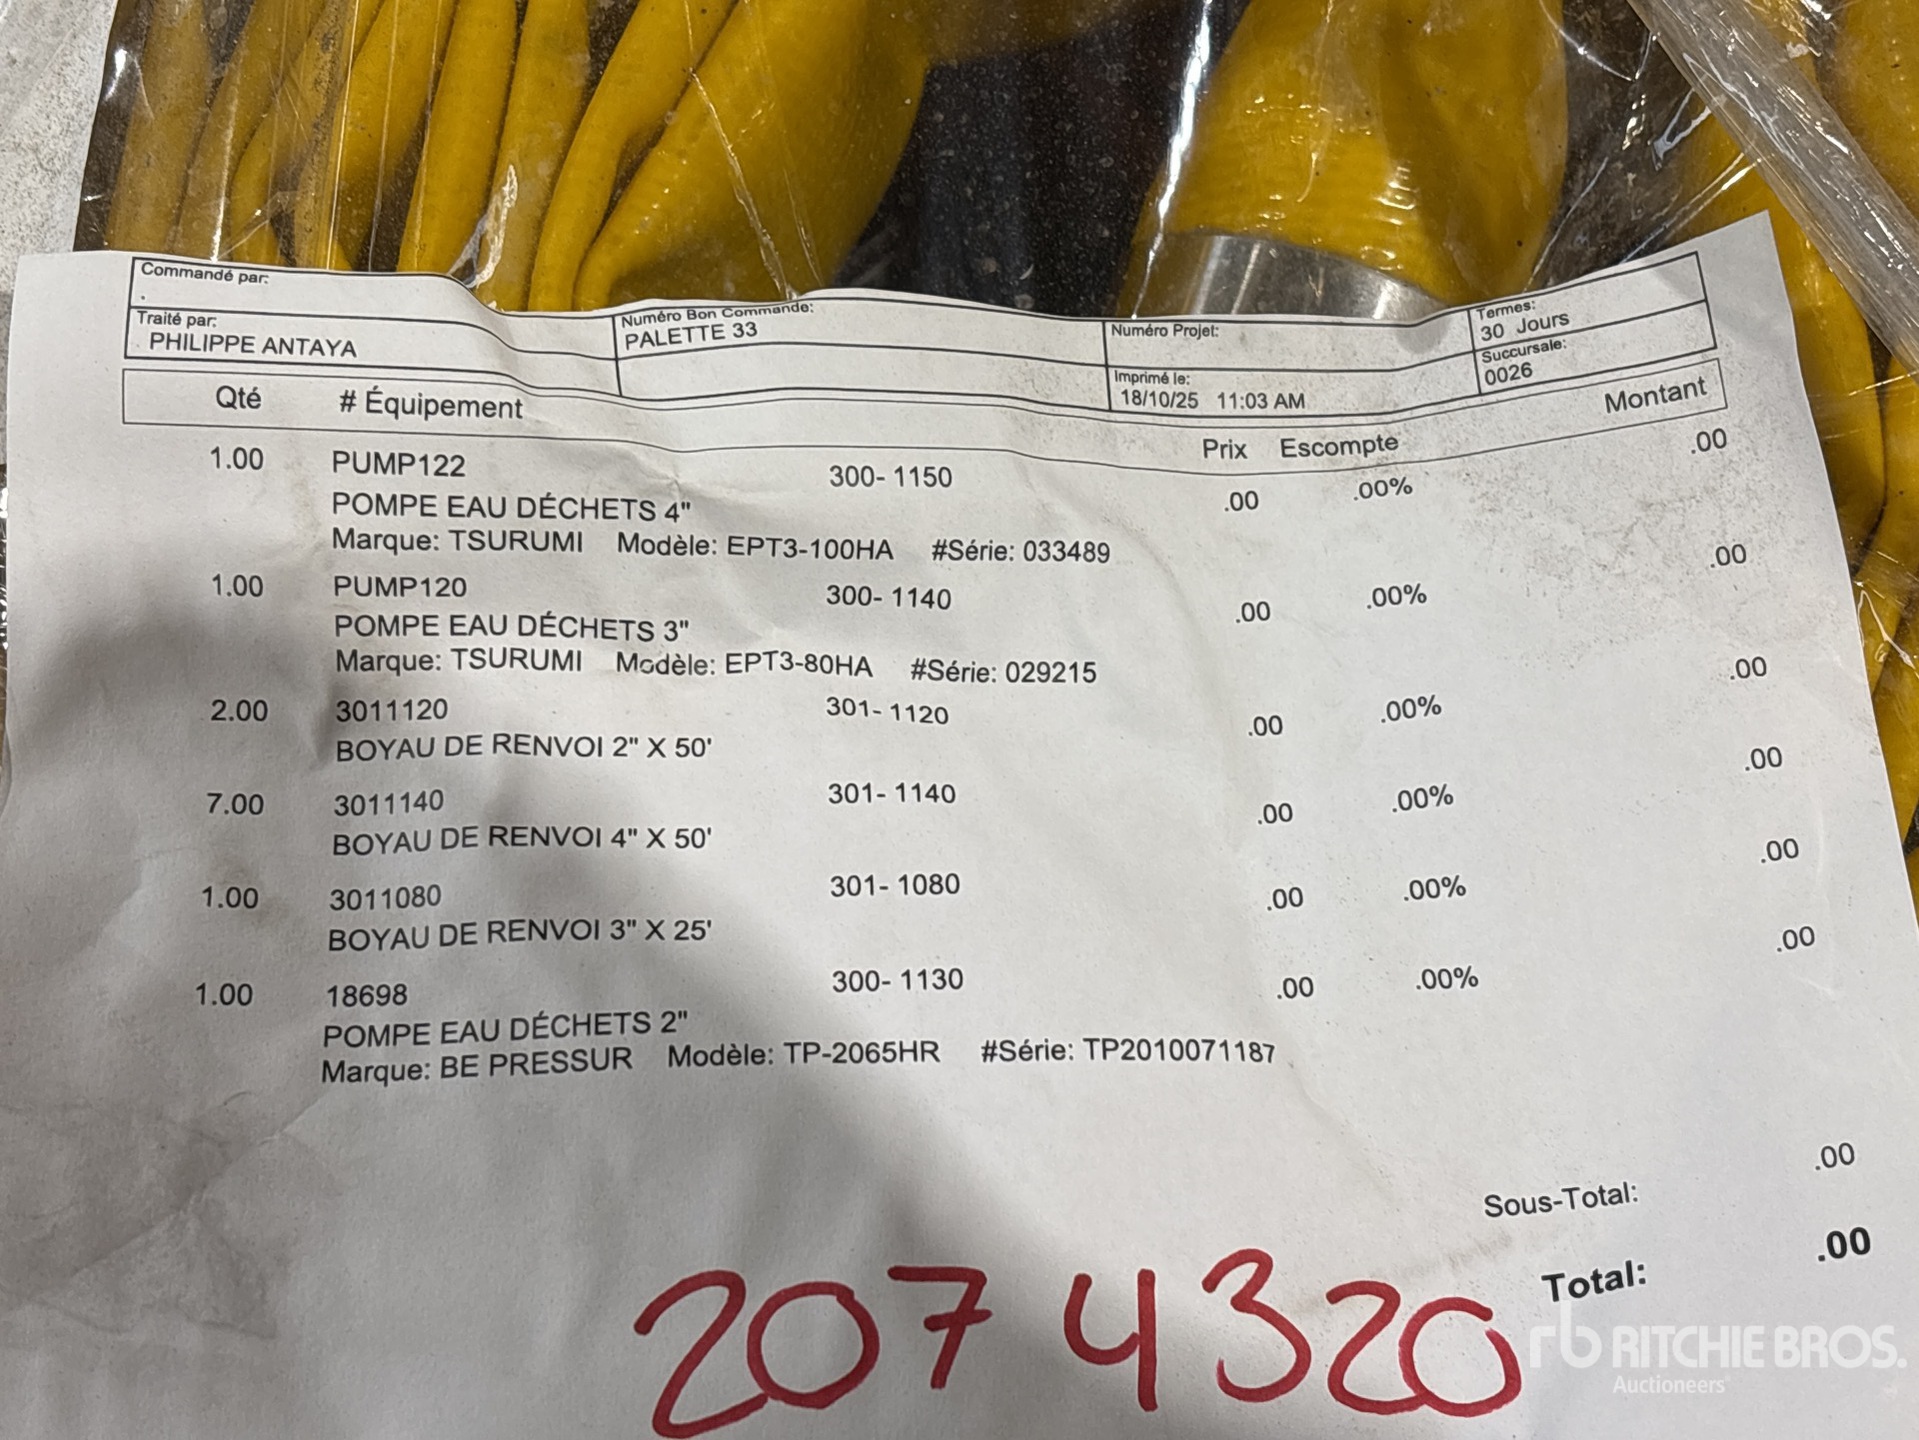 Commandé par:
.
Traité par:
PHILIPPE ANTAYA
Numéro Bon Commande:
PALETTE 33
Numéro Projet:
Termes:
30 Jours
Imprimé le:
18/10/25 11:03 AM
Succursale:
0026
Qté # Équipement Prix Escompte Montant
1.00 PUMP122 300- 1150 .00 .00% .00
POMPE EAU DÉCHETS 4"
Marque: TSURUMI Modèle: EPT3-100HA #Série: 033489
1.00 PUMP120 300- 1140 .00 .00% .00
POMPE EAU DÉCHETS 3"
Marque: TSURUMI Modèle: EPT3-80HA #Série: 029215
2.00 3011120 301- 1120 .00 .00% .00
BOYAU DE RENVOI 2" X 50'
7.00 3011140 301- 1140 .00 .00% .00
BOYAU DE RENVOI 4" X 50'
1.00 3011080 301- 1080 .00 .00% .00
BOYAU DE RENVOI 3" X 25'
1.00 18698 300- 1130 .00 .00% .00
POMPE EAU DÉCHETS 2"
Marque: BE PRESSUR Modèle: TP-2065HR #Série: TP2010071187
Sous-Total: .00
Total: .00
2074320
rb RITCHIE BROS.
Auctioneers